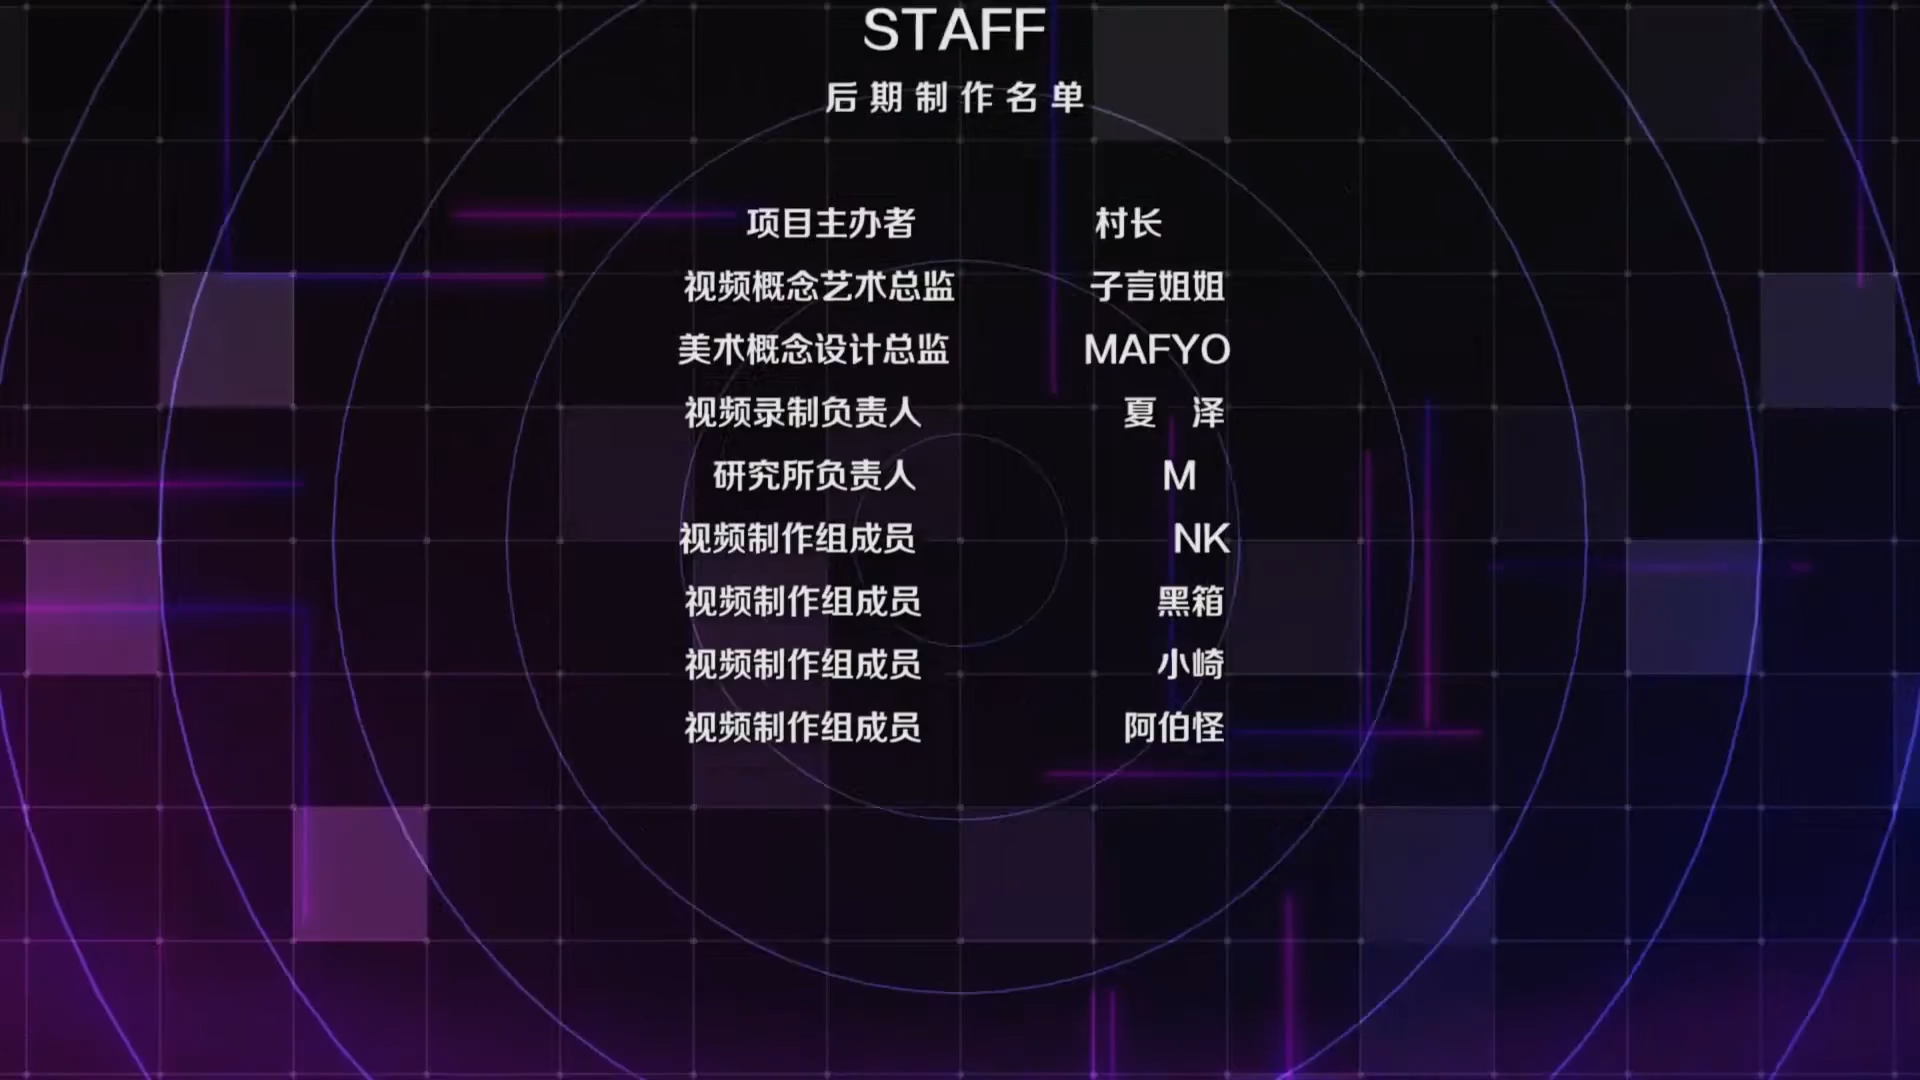 STAFF
后期制作名单
项目主办者 村长
视频概念艺术总监 子言姐姐
美术概念设计总监 MAFYO
视频录制负责人 夏 泽
研究所负责人 M
视频制作组成员 NK
视频制作组成员 黑箱
视频制作组成员 小崎
视频制作组成员 阿伯怪